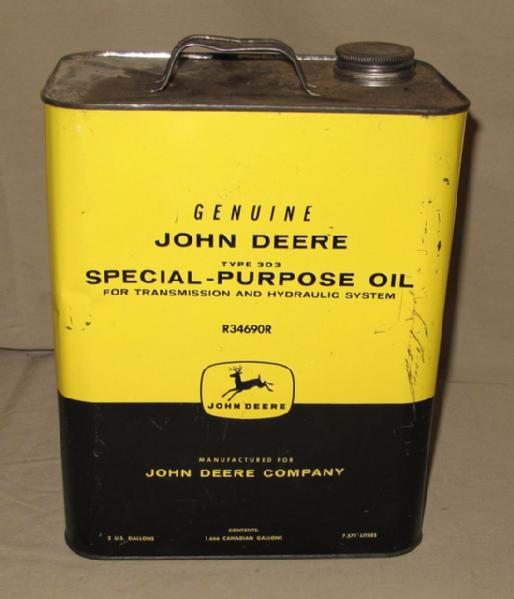 GENUINE
JOHN DEERE
TYPE 303
SPECIAL-PURPOSE OIL
FOR TRANSMISSION AND HYDRAULIC SYSTEM
R34690R
JOHN DEERE
MANUFACTURED FOR
JOHN DEERE COMPANY
CONTENTS:
2 U.S. GALLONS 1.666 CANADIAN GALLONS 7.571 LITRES